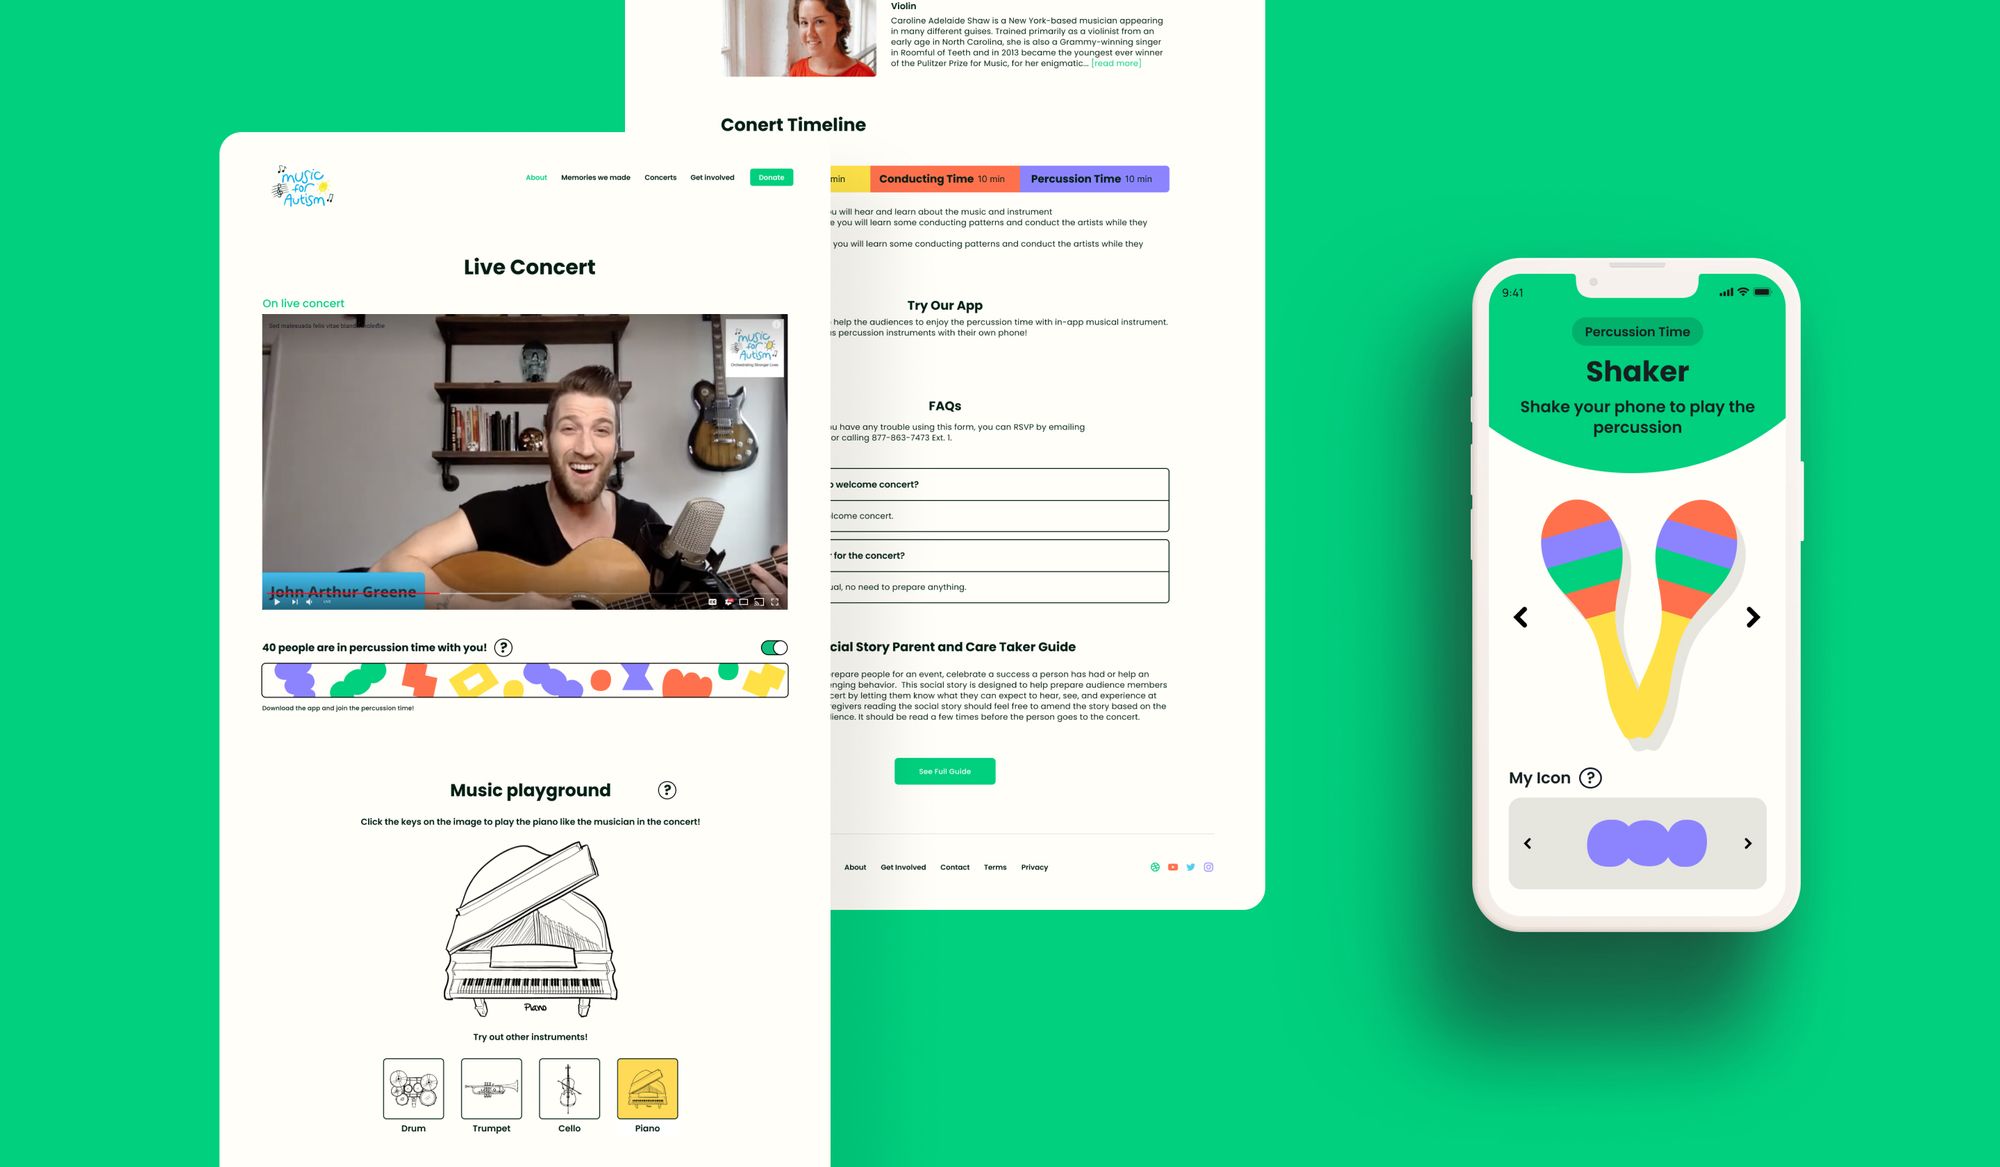 Violin
Caroline Adelaide Shaw is a New York-based musician appearing
in many different guises. Trained primarily as a violinist from an
early age in North Carolina, she is also a Grammy-winning singer
in Roomful of Teeth and in 2013 became the youngest ever winner
of the Pulitzer Prize for Music, for her enigmatic... [read more]
Conert Timeline
min
Conducting Time 10 min
Percussion Time 10 min
you will hear and learn about the music and instrument
you will learn some conducting patterns and conduct the artists while they
you will learn some conducting patterns and conduct the artists while they
Try Our App
help the audiences to enjoy the percussion time with in-app musical instrument.
percussion instruments with their own phone!
FAQs
have any trouble using this form, you can RSVP by emailing
or calling 877-863-7473 Ext. 1.
welcome concert?
lcome concert.
for the concert?
ual, no need to prepare anything.
cial Story Parent and Care Taker Guide
prepare people for an event, celebrate a success a person has had or help an
enging behavior. This social story is designed to help prepare audience members
cert by letting them know what they can expect to hear, see, and experience at
regivers reading the social story should feel free to amend the story based on the
ience. It should be read a few times before the person goes to the concert.
See Full Guide
About
Get Involved
Contact
Terms
Privacy
music
for
Autism
About
Memories we made
Concerts
Get involved
Donate
Live Concert
On live concert
Sed malesuada felis vitae blandit molestie
music
for
Autism
Orchestrating Stronger Lives
John Arthur Greene
LIVE
40 people are in percussion time with you! ?
Download the app and join the percussion time!
Music playground ?
Click the keys on the image to play the piano like the musician in the concert!
Piano
Try out other instruments!
Drum
Trumpet
Cello
Piano
9:41
Percussion Time
Shaker
Shake your phone to play the
percussion
My Icon ?